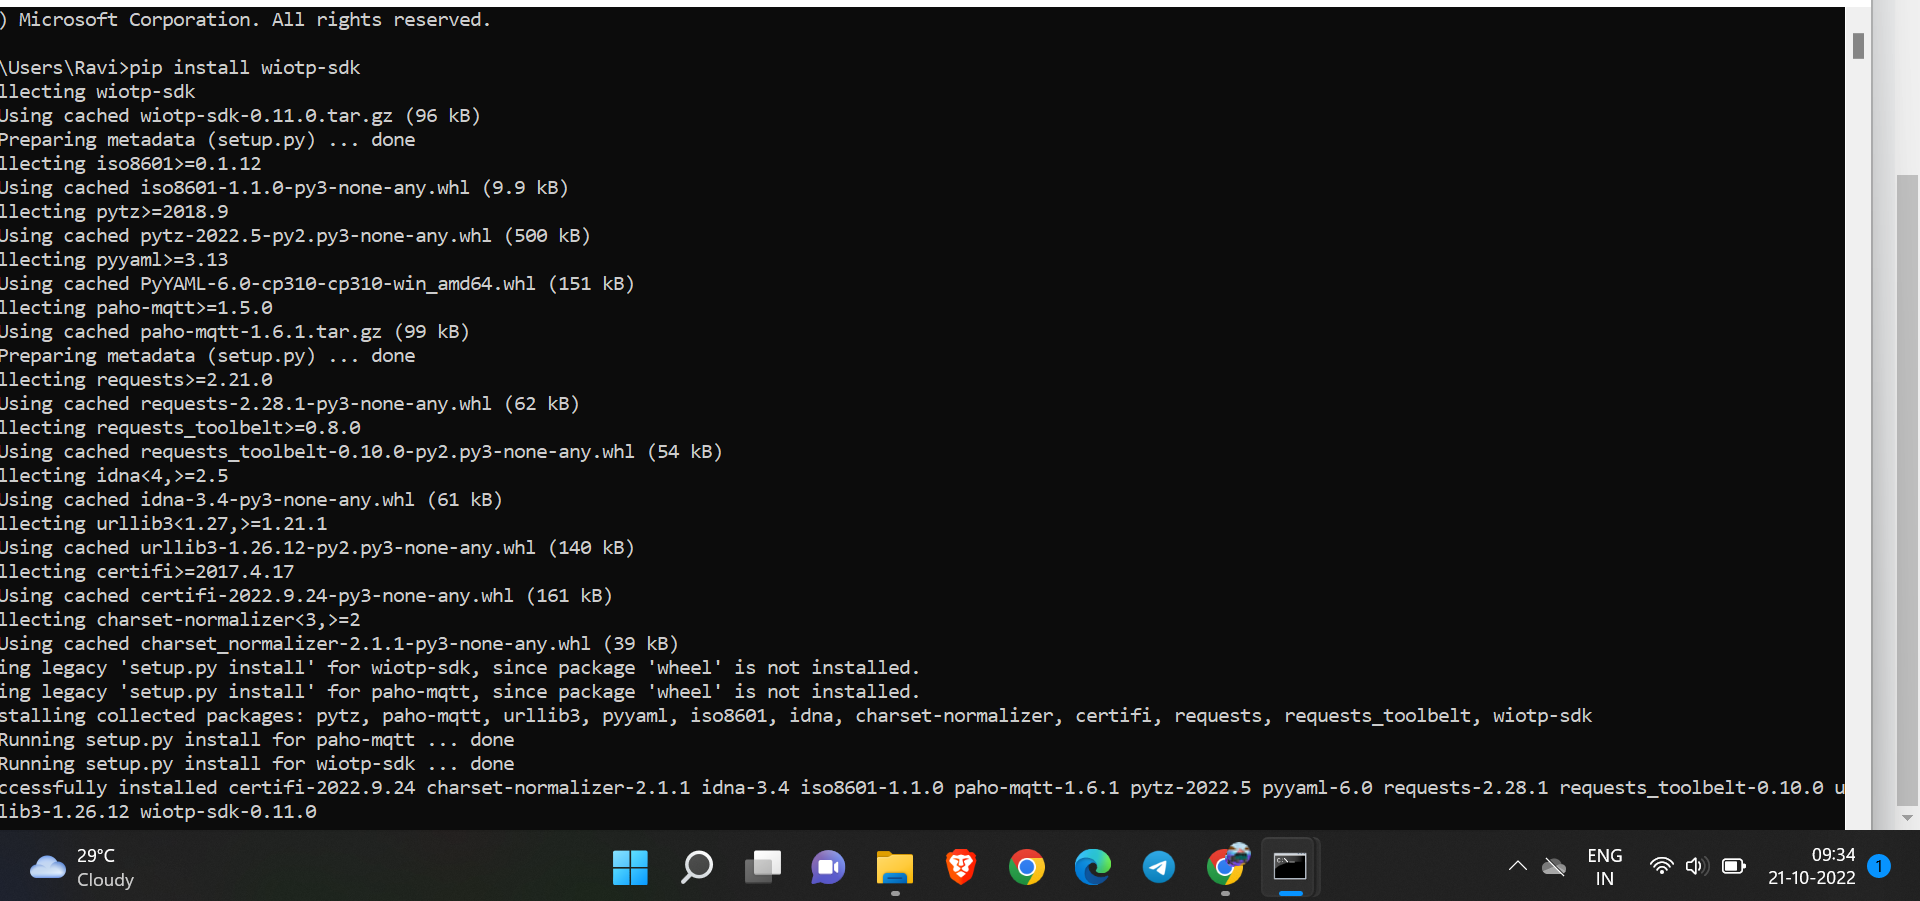 ) Microsoft Corporation. All rights reserved.
\Users\Ravi>pip install wiotp-sdk
llecting wiotp-sdk
Using cached wiotp-sdk-0.11.0.tar.gz (96 kB)
Preparing metadata (setup.py) ... done
llecting iso8601>=0.1.12
Using cached iso8601-1.1.0-py3-none-any.whl (9.9 kB)
llecting pytz>=2018.9
Using cached pytz-2022.5-py2.py3-none-any.whl (500 kB)
llecting pyyaml>=3.13
Using cached PyYAML-6.0-cp310-cp310-win_amd64.whl (151 kB)
llecting paho-mqtt>=1.5.0
Using cached paho-mqtt-1.6.1.tar.gz (99 kB)
Preparing metadata (setup.py) ... done
llecting requests>=2.21.0
Using cached requests-2.28.1-py3-none-any.whl (62 kB)
llecting requests_toolbelt>=0.8.0
Using cached requests_toolbelt-0.10.0-py2.py3-none-any.whl (54 kB)
llecting idna<4,>=2.5
Using cached idna-3.4-py3-none-any.whl (61 kB)
llecting urllib3<1.27,>=1.21.1
Using cached urllib3-1.26.12-py2.py3-none-any.whl (140 kB)
llecting certifi>=2017.4.17
Using cached certifi-2022.9.24-py3-none-any.whl (161 kB)
llecting charset-normalizer<3,>=2
Using cached charset_normalizer-2.1.1-py3-none-any.whl (39 kB)
ing legacy 'setup.py install' for wiotp-sdk, since package 'wheel' is not installed.
ing legacy 'setup.py install' for paho-mqtt, since package 'wheel' is not installed.
stalling collected packages: pytz, paho-mqtt, urllib3, pyyaml, iso8601, idna, charset-normalizer, certifi, requests, requests_toolbelt, wiotp-sdk
Running setup.py install for paho-mqtt ... done
Running setup.py install for wiotp-sdk ... done
ccessfully installed certifi-2022.9.24 charset-normalizer-2.1.1 idna-3.4 iso8601-1.1.0 paho-mqtt-1.6.1 pytz-2022.5 pyyaml-6.0 requests-2.28.1 requests_toolbelt-0.10.0 u
lib3-1.26.12 wiotp-sdk-0.11.0
29°C
Cloudy
ENG
IN
09:34
21-10-2022
1